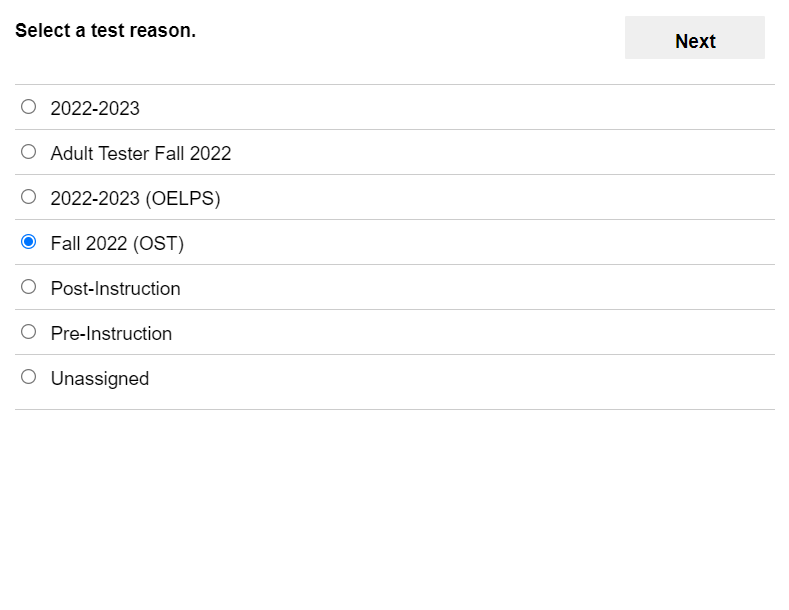 Select a test reason.
Next
2022-2023
Adult Tester Fall 2022
2022-2023 (OELPS)
Fall 2022 (OST)
Post-Instruction
Pre-Instruction
Unassigned